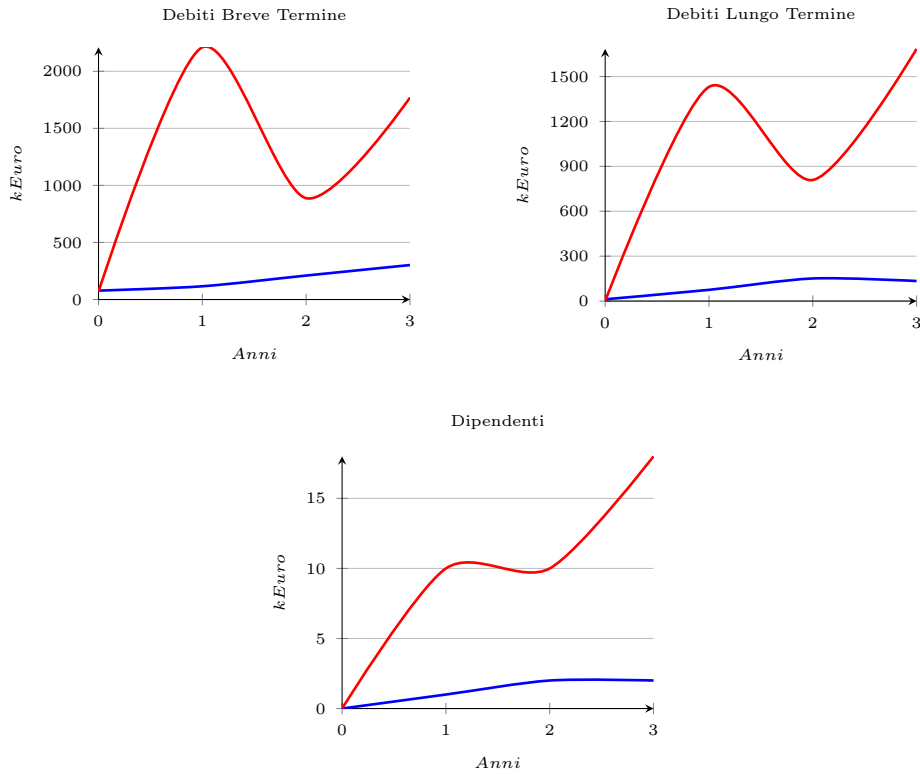 Debiti Breve Termine
2000
1500
1000
500
0
kEuro
0 1 2 3
Anni
Debiti Lungo Termine
1500
1200
900
600
300
0
kEuro
0 1 2 3
Anni
Dipendenti
15
10
5
0
kEuro
0 1 2 3
Anni